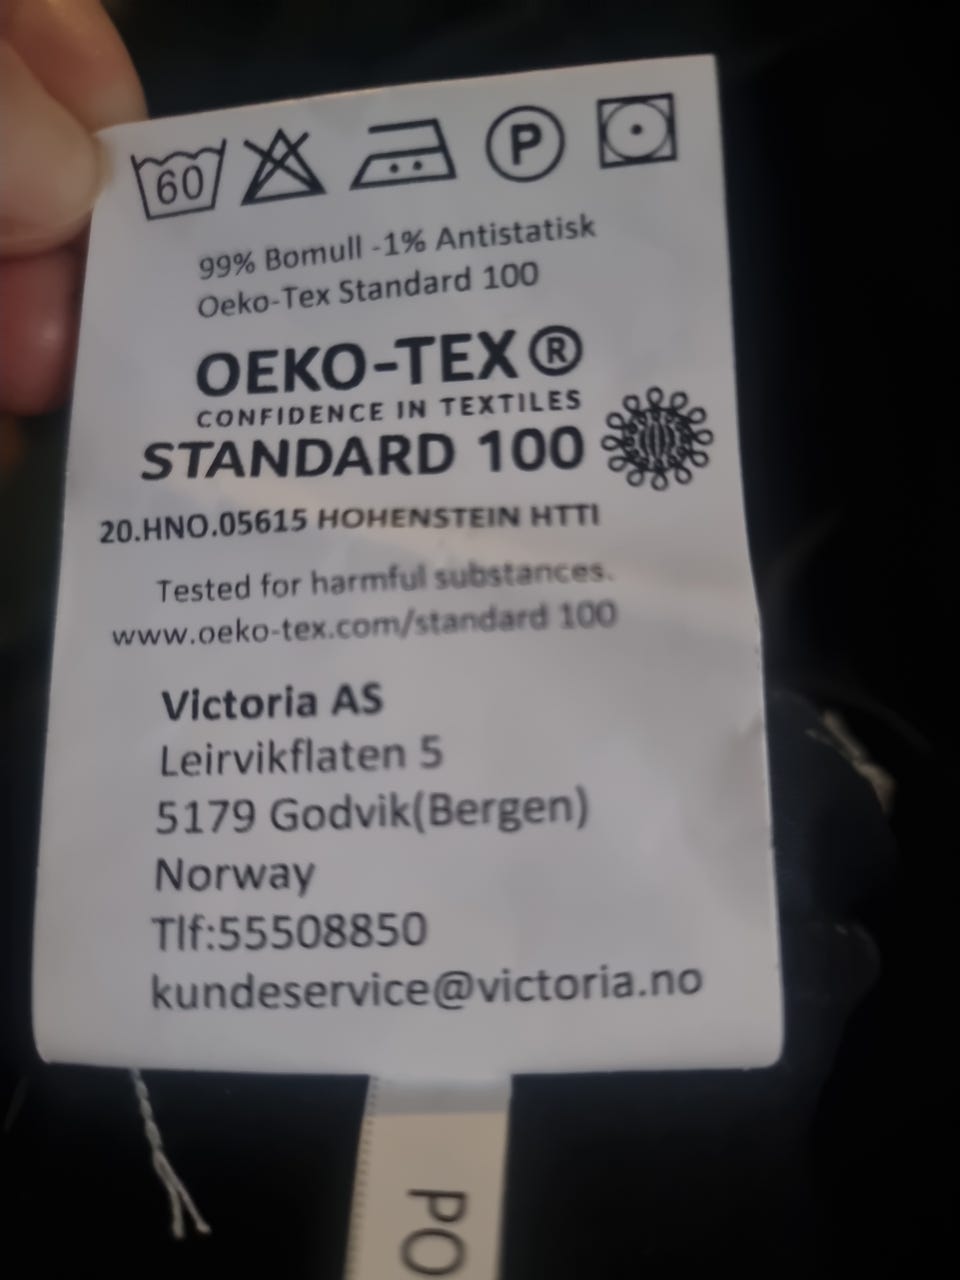 60
P
99% Bomull -1% Antistatisk
Oeko-Tex Standard 100
OEKO-TEX®
CONFIDENCE IN TEXTILES
STANDARD 100
20.HNO.05615 HOHENSTEIN HTTI
Tested for harmful substances.
www.oeko-tex.com/standard 100
Victoria AS
Leirvikflaten 5
5179 Godvik(Bergen)
Norway
Tlf:55508850
kundeservice@victoria.no
PO